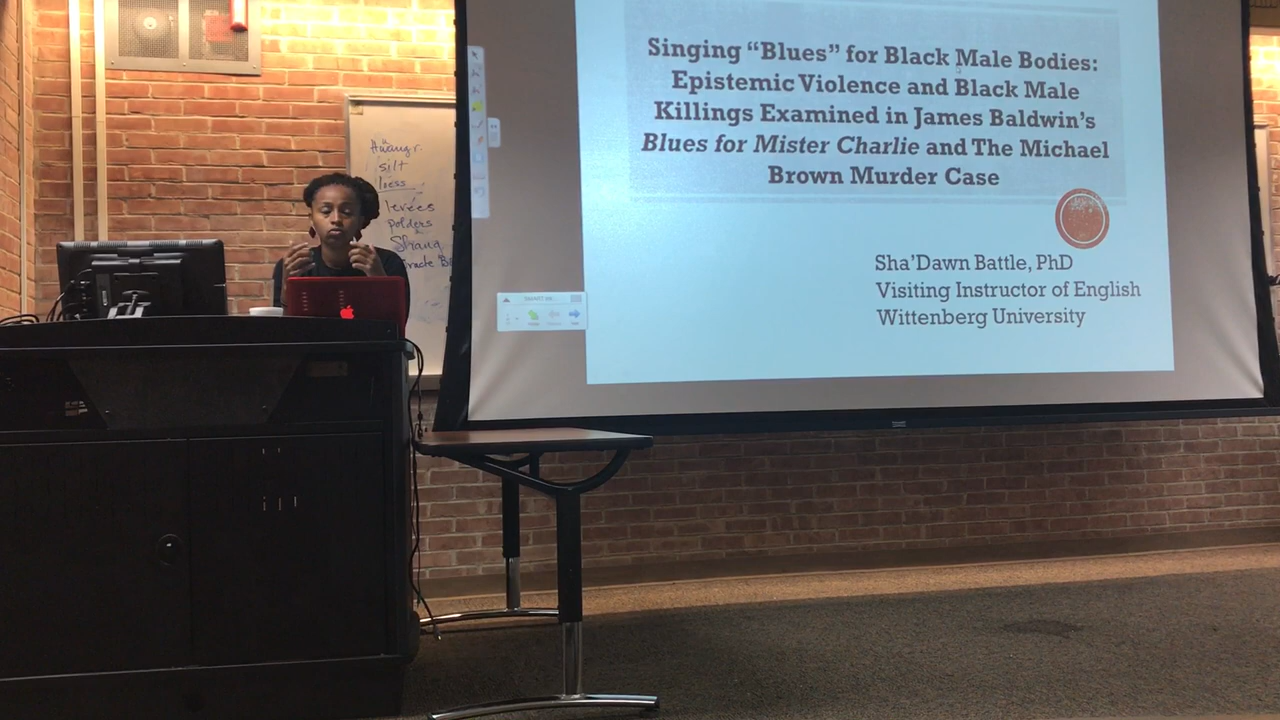 Singing “Blues” for Black Male Bodies:
Epistemic Violence and Black Male
Killings Examined in James Baldwin’s
Blues for Mister Charlie and The Michael
Brown Murder Case
Sha’Dawn Battle, PhD
Visiting Instructor of English
Wittenberg University
silt
loess
levees
polders